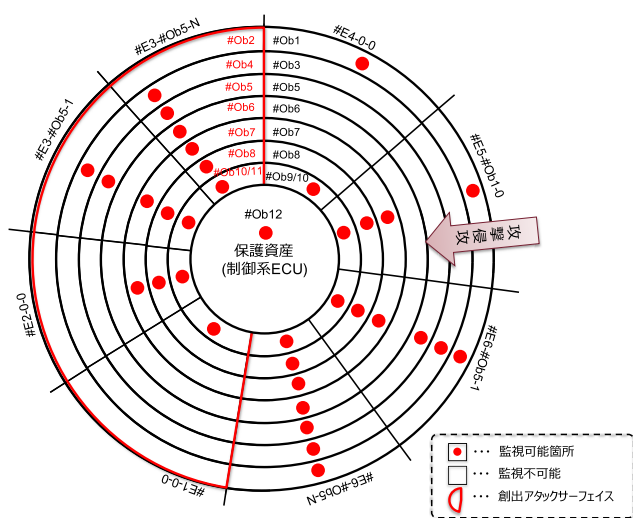 #E3-#Ob5-N
#E4-0-0
#Ob2
#Ob1
#Ob4
#Ob3
#Ob5
#Ob5
#Ob6
#Ob6
#Ob7
#Ob7
#Ob8
#Ob8
#Ob10/11
#Ob9/10
#E3-#Ob5-1
#E5-#Ob1-0
#Ob12
保護資産
(制御系ECU)
攻撃
侵攻
#E2-0-0
#E6-#Ob5-1
#E1-0-0
#E6-#Ob5-N
··· 監視可能箇所
··· 監視不可能
··· 創出アタックサーフェイス